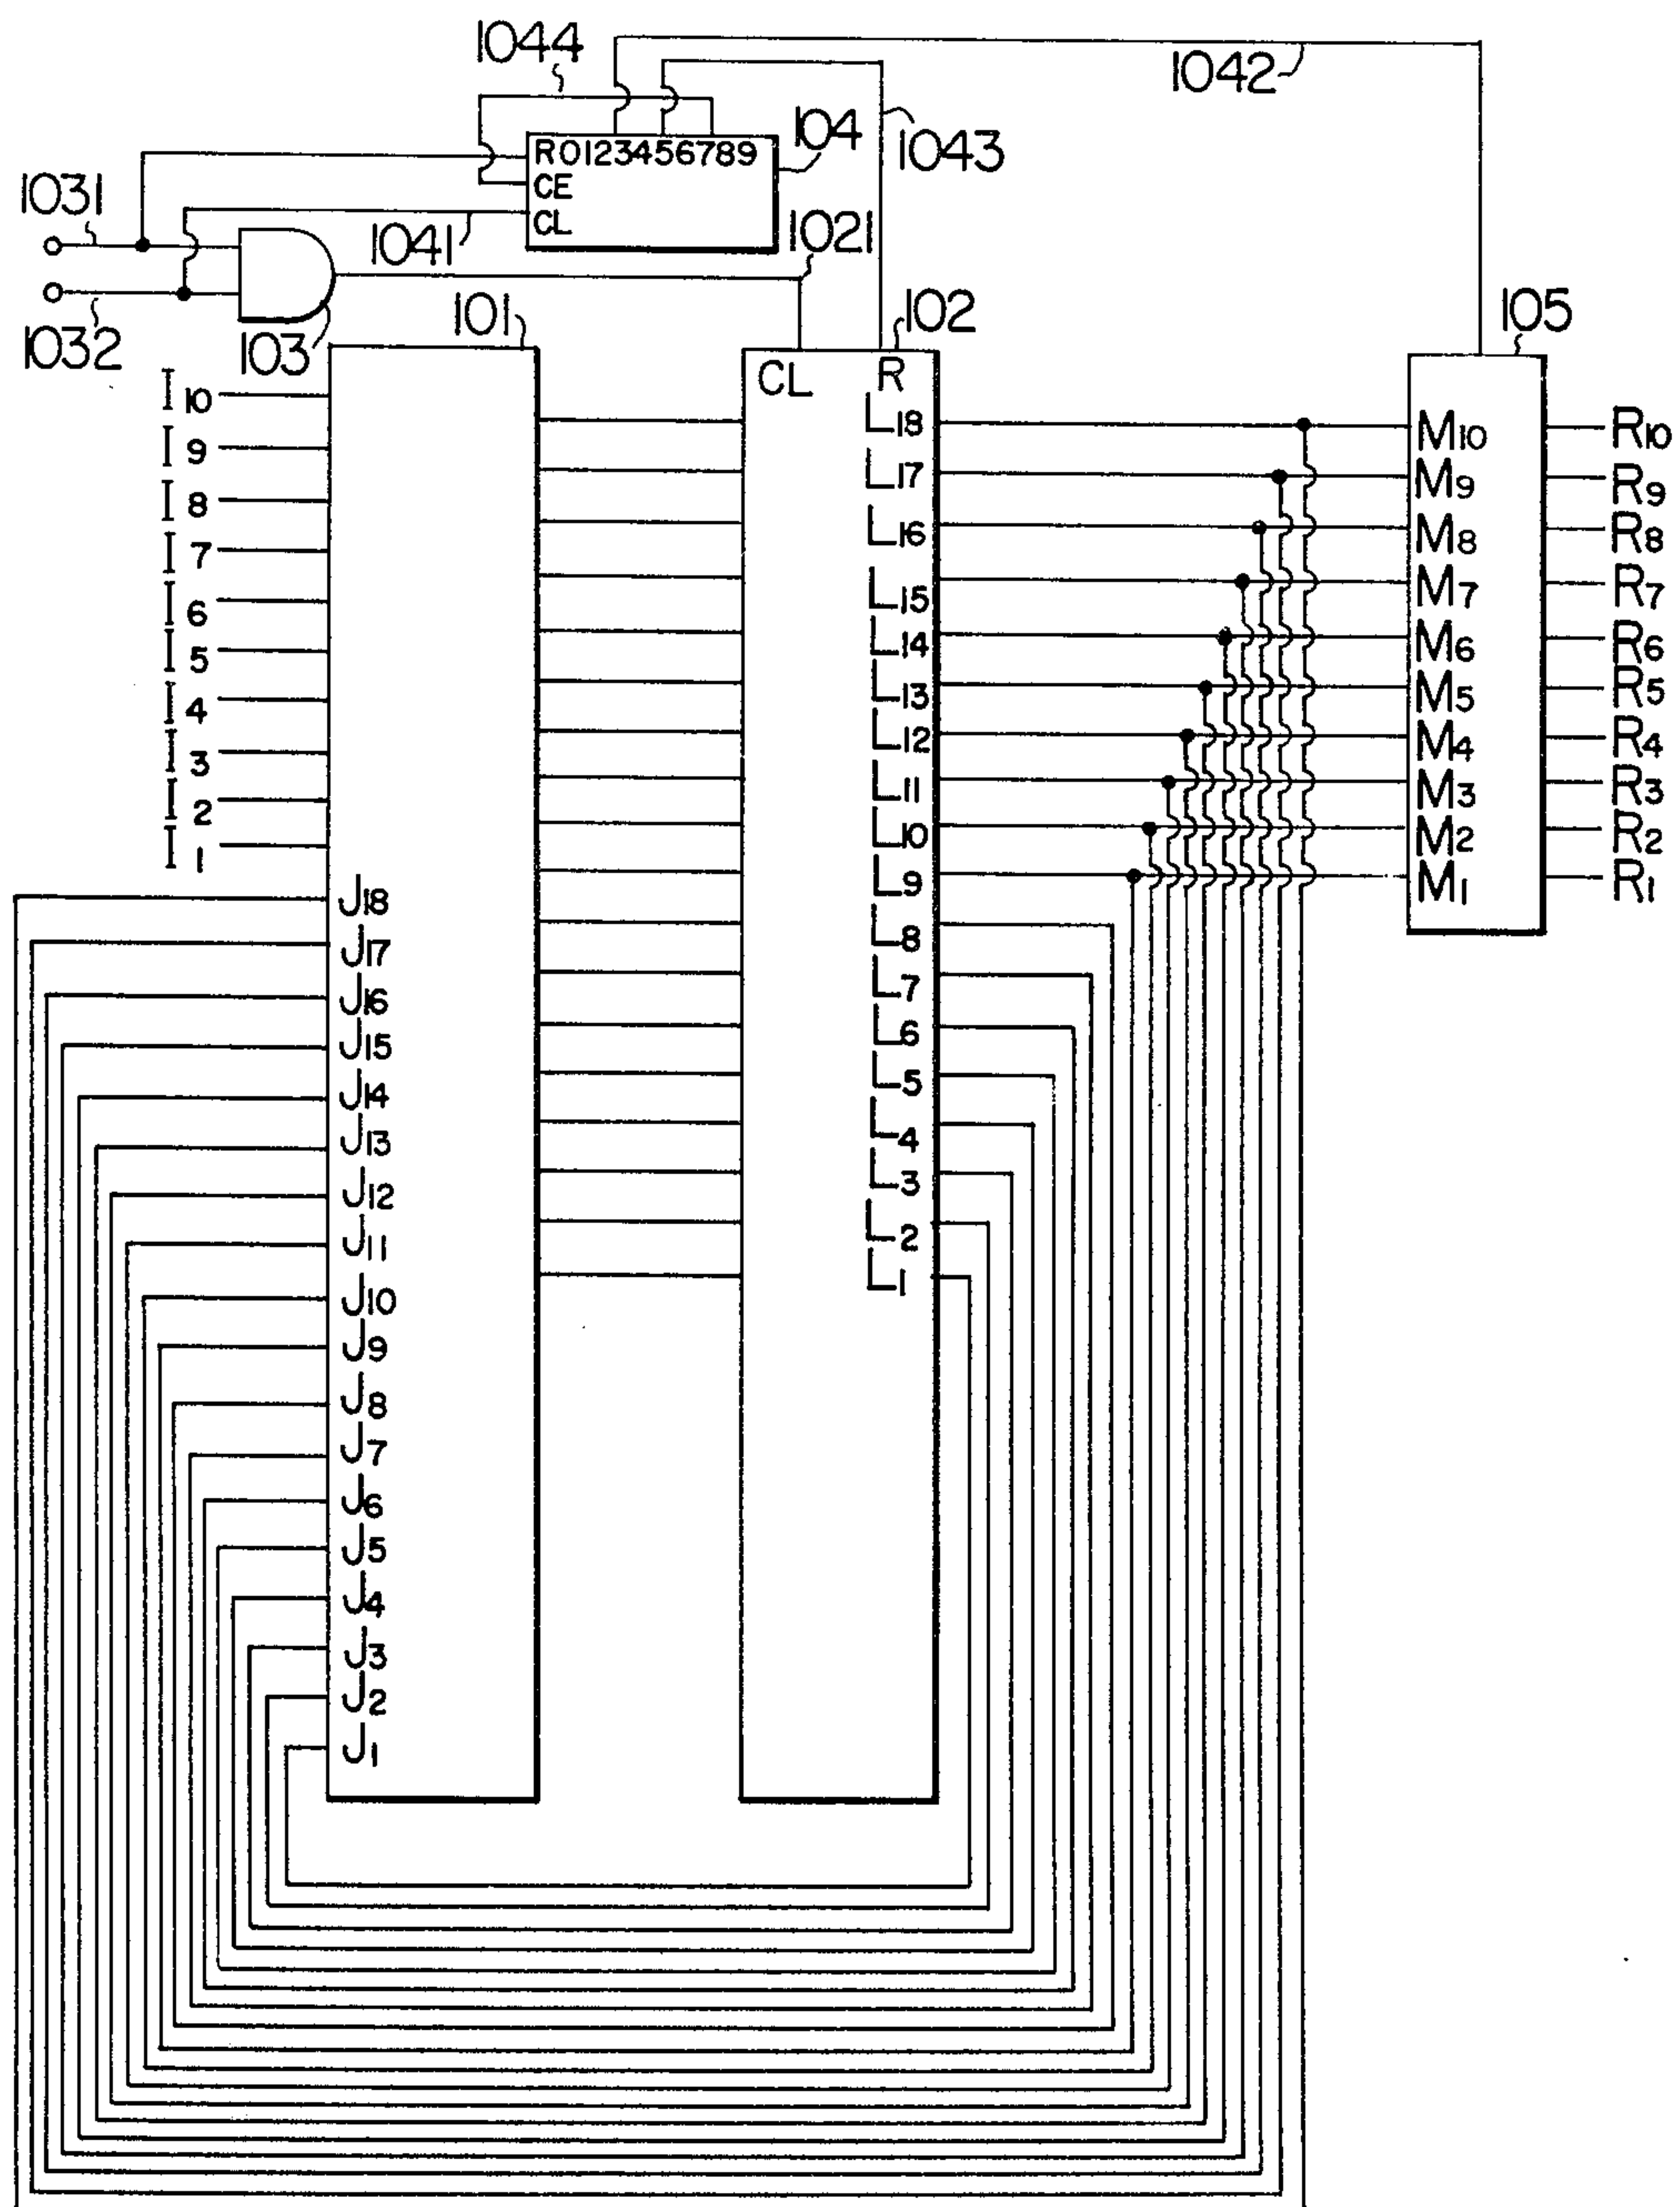 1044
1042
104
1043
R0123456789
CE
CL
1031
1041
1021
1032
103
101
102
105
CL R
I10
I9
I8
I7
I6
I5
I4
I3
I2
I1
J18
J17
J16
J15
J14
J13
J12
J11
J10
J9
J8
J7
J6
J5
J4
J3
J2
J1
L18
L17
L16
L15
L14
L13
L12
L11
L10
L9
L8
L7
L6
L5
L4
L3
L2
L1
M10
M9
M8
M7
M6
M5
M4
M3
M2
M1
R10
R9
R8
R7
R6
R5
R4
R3
R2
R1